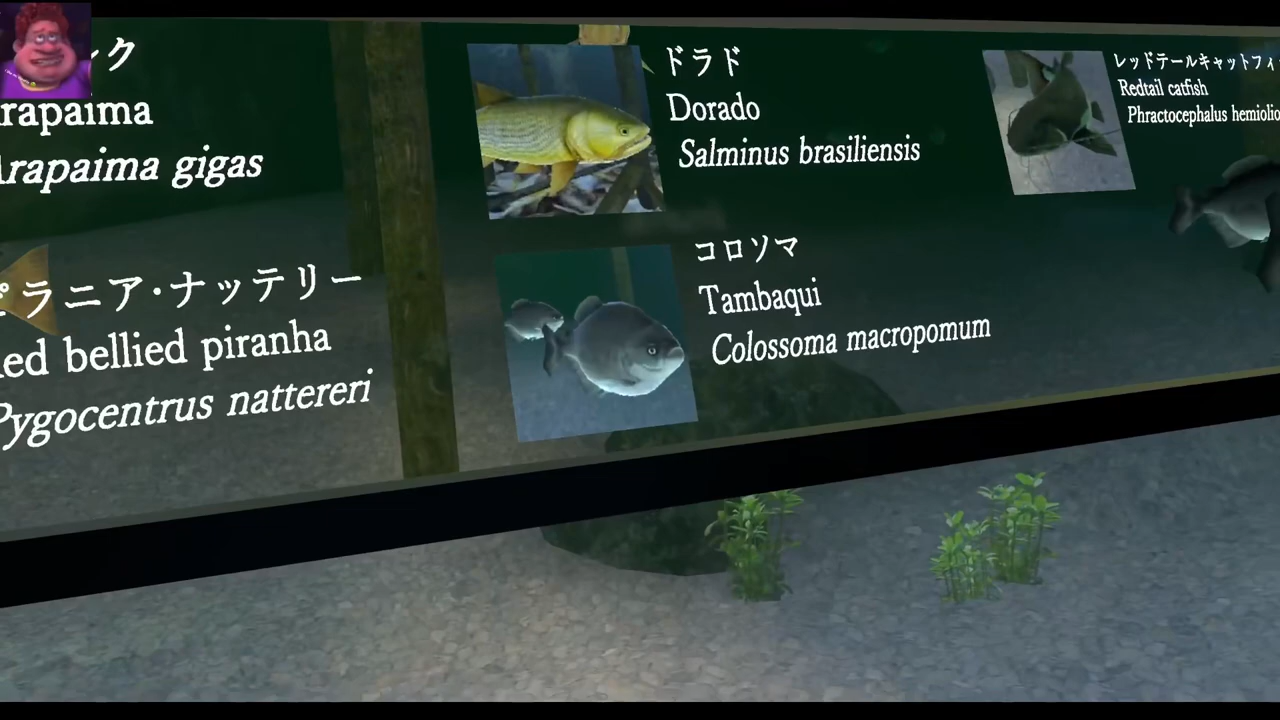 ク
rapaima
Arapaima gigas
ピラニア・ナッテリー
ed bellied piranha
Pygocentrus nattereri
ドラド
Dorado
Salminus brasiliensis
コロソマ
Tambaqui
Colossoma macropomum
レッドテールキャットフィ
Redtail catfish
Phractocephalus hemiolio